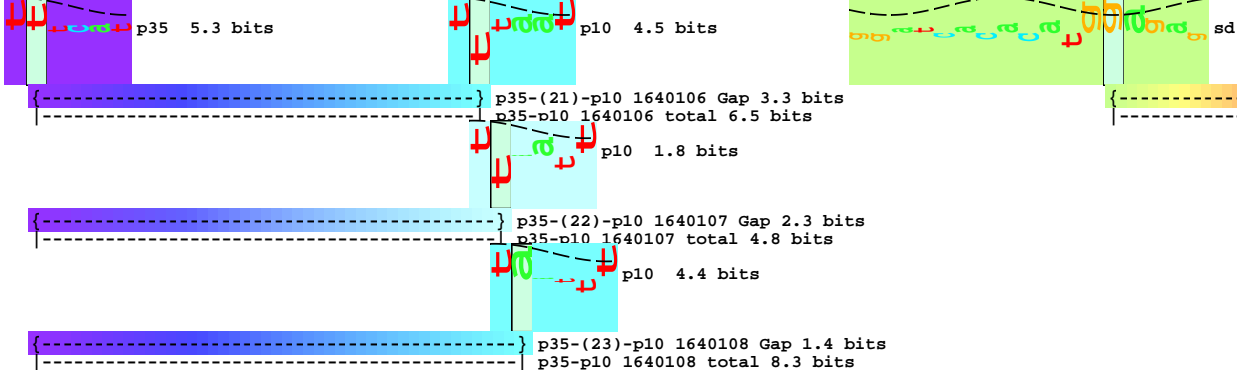 t t t c a t p35 5.3 bits
t t t a a t p10 4.5 bits
g g a t c a c a c a t g g a g a g sd
{---------------------} p35-(21)-p10 1640106 Gap 3.3 bits
|---------------------| p35-p10 1640106 total 6.5 bits
t t a t t p10 1.8 bits
{----------------------} p35-(22)-p10 1640107 Gap 2.3 bits
|----------------------| p35-p10 1640107 total 4.8 bits
t a t t t p10 4.4 bits
{-----------------------} p35-(23)-p10 1640108 Gap 1.4 bits
|-----------------------| p35-p10 1640108 total 8.3 bits